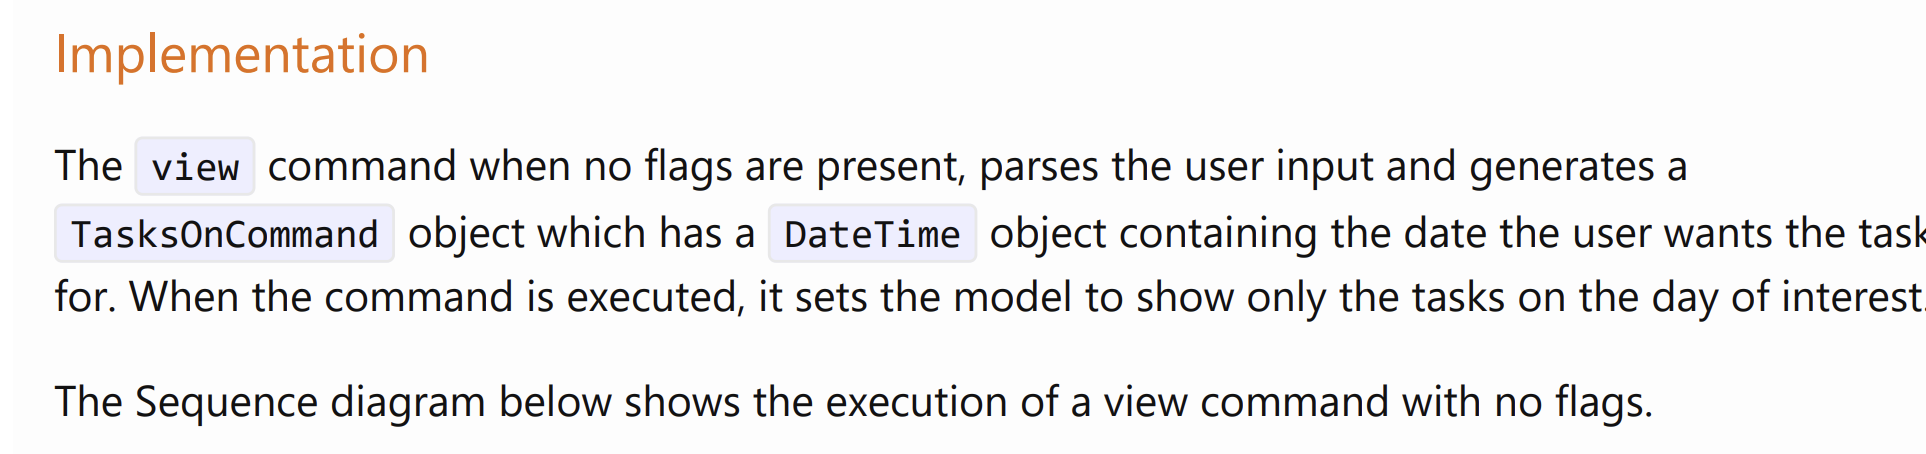 Implementation
The view command when no flags are present, parses the user input and generates a
TasksOnCommand object which has a DateTime object containing the date the user wants the task
for. When the command is executed, it sets the model to show only the tasks on the day of interest.
The Sequence diagram below shows the execution of a view command with no flags.